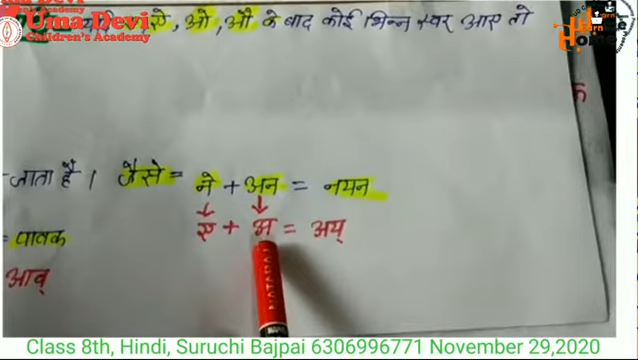 Uma Devi
Children's Academy
ऐ, ओ, औ के बाद कोई भिन्न स्वर आए तो
जाता है। जैसे = ने + अन = नयन
ए + अ = अय्
= पावक
आव्
Class 8th, Hindi, Suruchi Bajpai 6306996771 November 29,2020